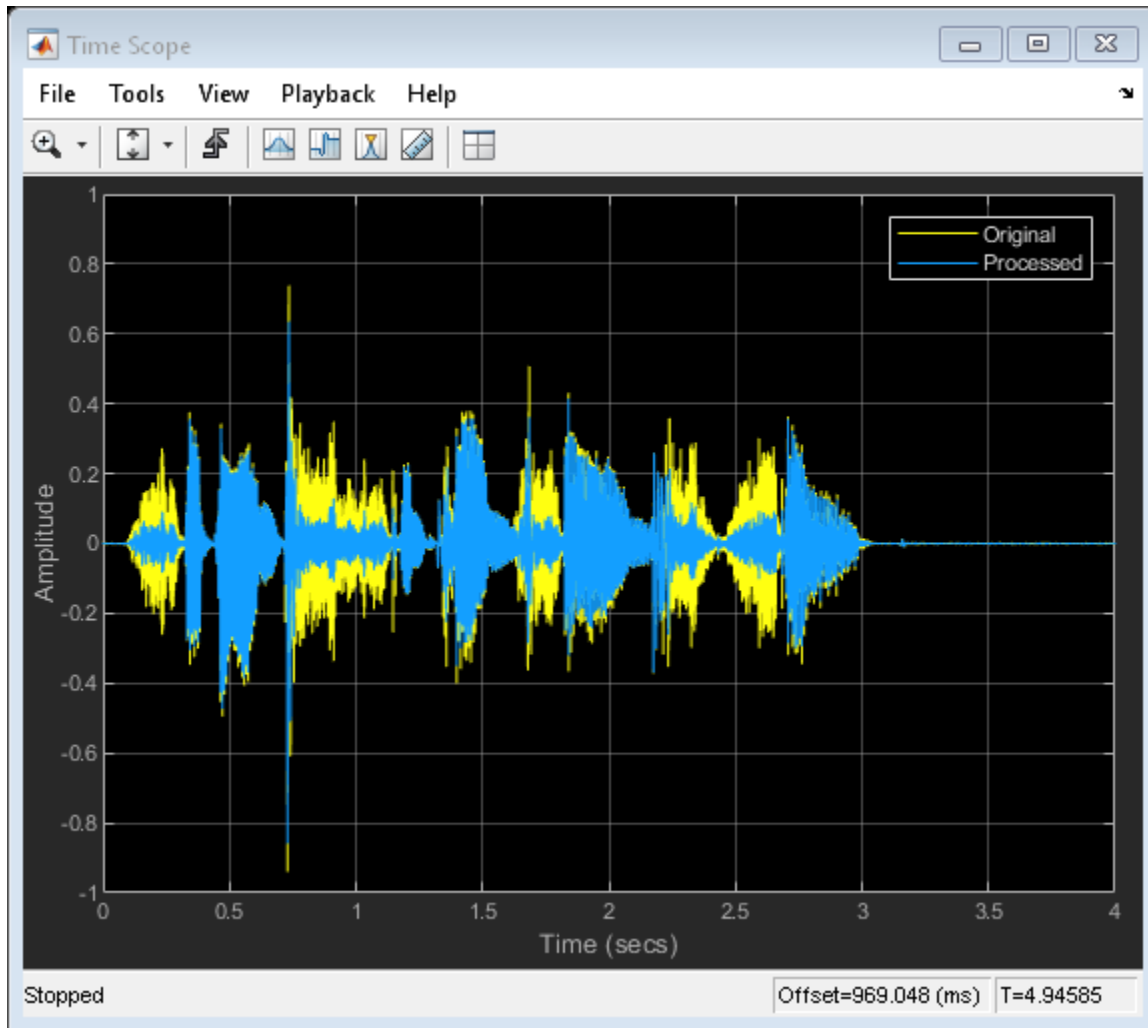 Time Scope
File Tools View Playback Help
Original
Processed
1
0.8
0.6
0.4
0.2
0
-0.2
-0.4
-0.6
-0.8
-1
Amplitude
0 0.5 1 1.5 2 2.5 3 3.5 4
Time (secs)
Stopped Offset=969.048 (ms) T=4.94585